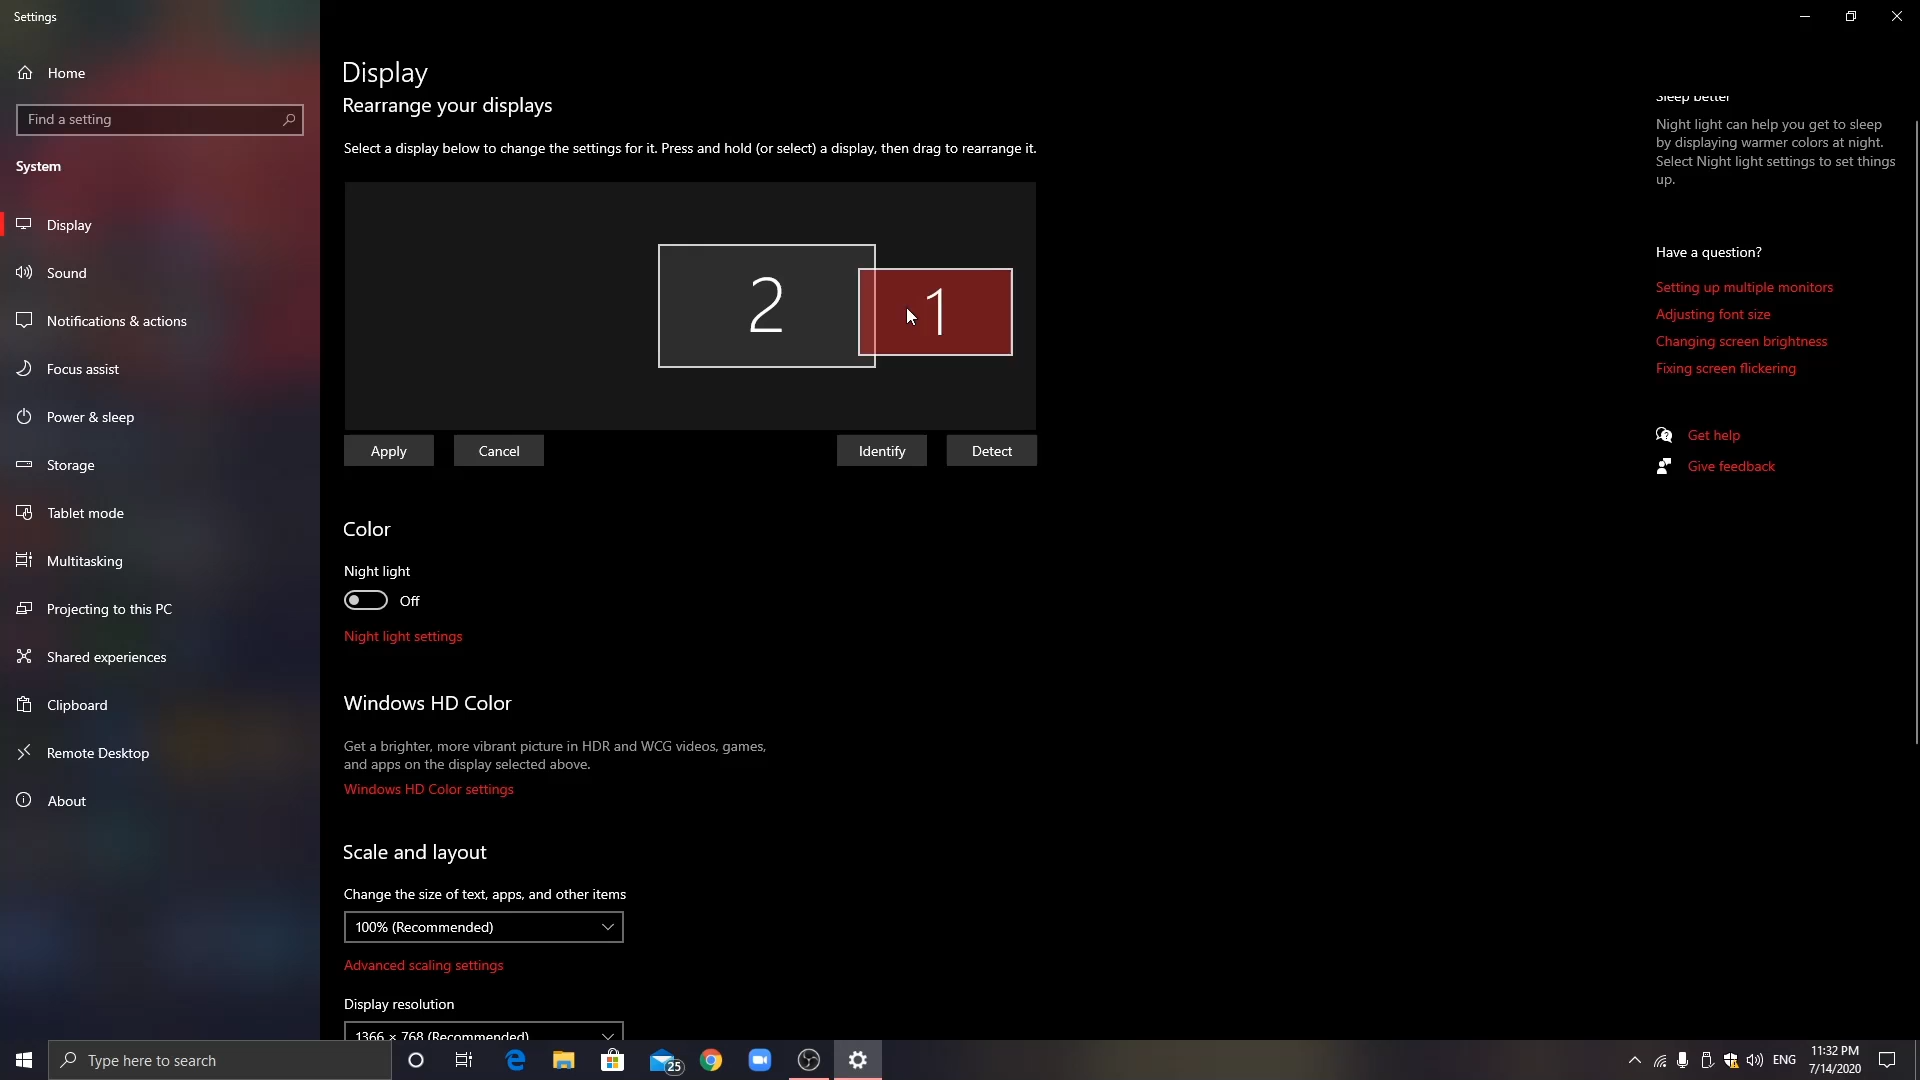 Settings
Home
Find a setting
System
Display
Sound
Notifications & actions
Focus assist
Power & sleep
Storage
Tablet mode
Multitasking
Projecting to this PC
Shared experiences
Clipboard
Remote Desktop
About
Display
Rearrange your displays
Select a display below to change the settings for it. Press and hold (or select) a display, then drag to rearrange it.
2
1
Apply
Cancel
Identify
Detect
Color
Night light
Off
Night light settings
Windows HD Color
Get a brighter, more vibrant picture in HDR and WCG videos, games,
and apps on the display selected above.
Windows HD Color settings
Scale and layout
Change the size of text, apps, and other items
100% (Recommended)
Advanced scaling settings
Display resolution
1366 × 768 (Recommended)
Sleep better
Night light can help you get to sleep
by displaying warmer colors at night.
Select Night light settings to set things
up.
Have a question?
Setting up multiple monitors
Adjusting font size
Changing screen brightness
Fixing screen flickering
Get help
Give feedback
Type here to search
25
ENG
11:32 PM
7/14/2020